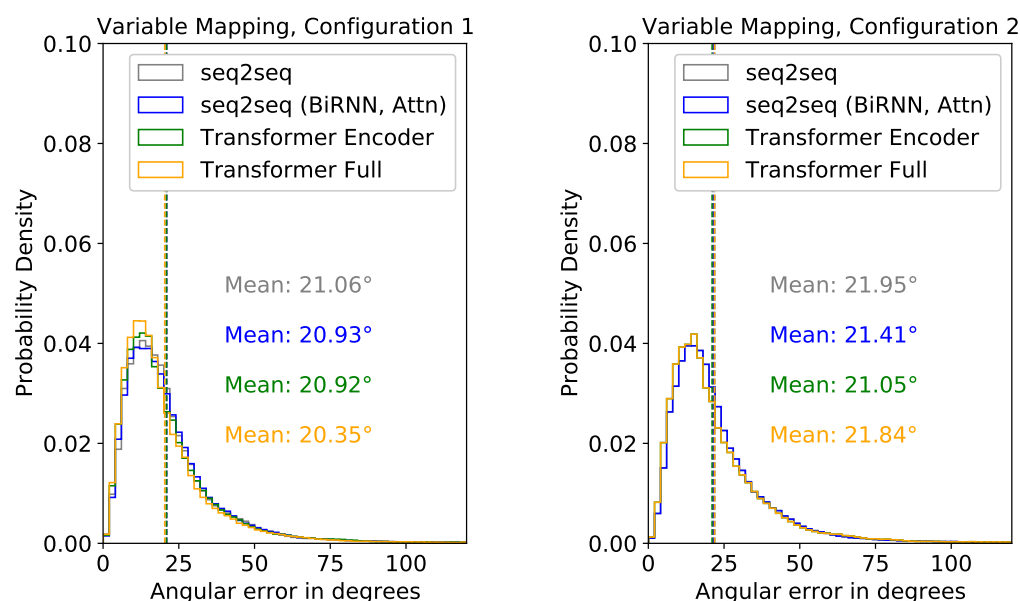 Variable Mapping, Configuration 1
0.10
0.08
0.06
0.04
0.02
0.00
Probability Density
seq2seq
seq2seq (BiRNN, Attn)
Transformer Encoder
Transformer Full
Mean: 21.06°
Mean: 20.93°
Mean: 20.92°
Mean: 20.35°
0 25 50 75 100
Angular error in degrees
Variable Mapping, Configuration 2
0.10
0.08
0.06
0.04
0.02
0.00
Probability Density
seq2seq
seq2seq (BiRNN, Attn)
Transformer Encoder
Transformer Full
Mean: 21.95°
Mean: 21.41°
Mean: 21.05°
Mean: 21.84°
0 25 50 75 100
Angular error in degrees